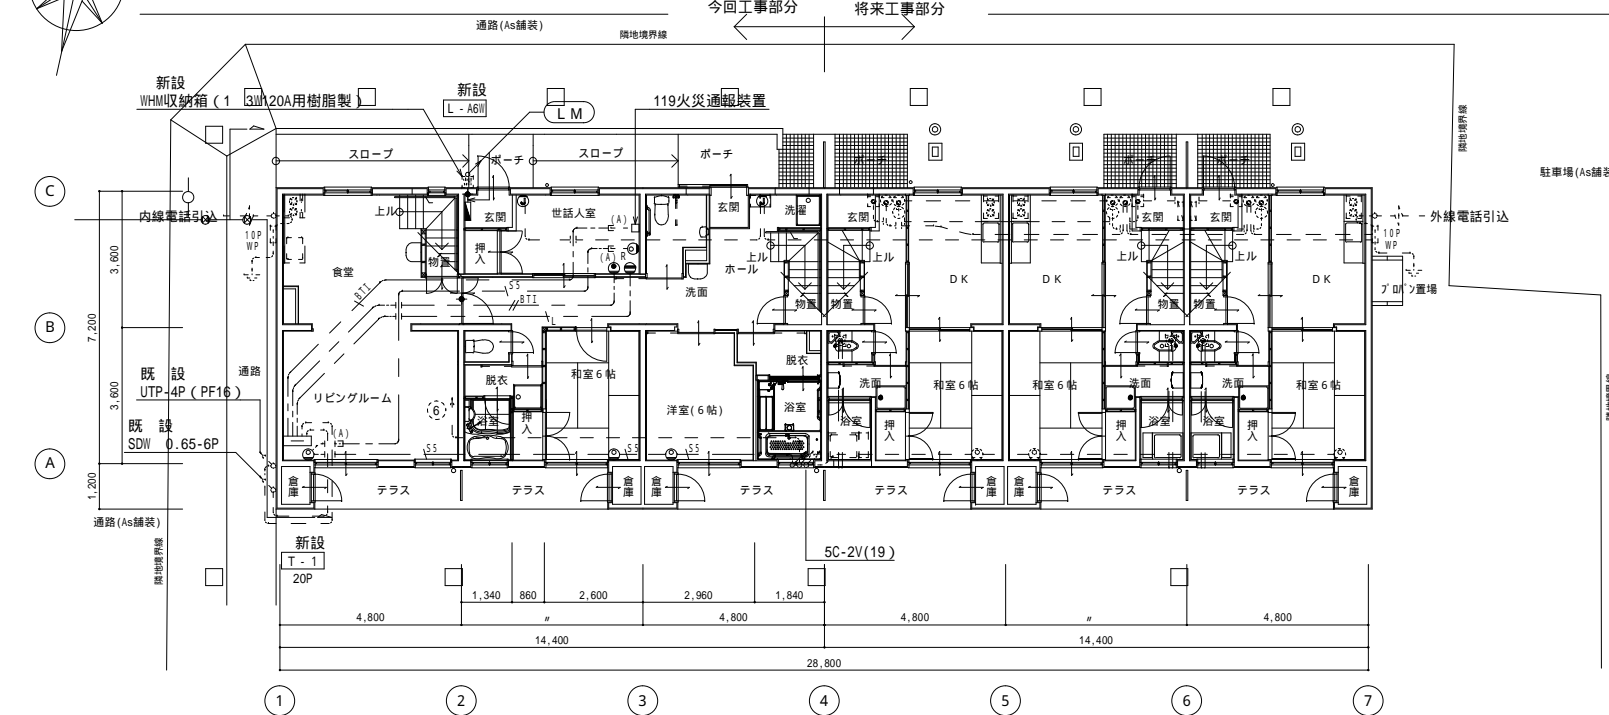 今回工事部分
将来工事部分
通路(As舗装)
隣地境界線
新設
WHM収納箱(1 3W120A用樹脂製)
新設
L - A6W
LM
119火災通報装置
隣地境界線
駐車場(As舗装
スロープ
ポーチ
スロープ
ポーチ
ポーチ
ポーチ
ポーチ
C
内線電話引込
10P
WP
外線電話引込
10P
WP
上ル
玄関
世話人室
(A)
玄関
洗濯
玄関
上ル
玄関
玄関
上ル
物置
押入
(A)R
上ル
ホール
上ル
食堂
S5
BTI
BTI
洗面
DK
DK
DK
プロパン置場
物置
物置
物置
物置
3,600
7,200
3,600
1,200
B
L
既 設
UTP-4P(PF16)
通路
リビングルーム
6
脱衣
和室6帖
洋室(6帖)
脱衣
洗面
和室6帖
和室6帖
洗面
洗面
和室6帖
浴室
押入
浴室
浴室
押入
押入
浴室
浴室
押入
既 設
SDW 0.65-6P
(A)
S5
S5
S5
A
倉庫
テラス
テラス
倉庫
倉庫
テラス
テラス
倉庫
倉庫
テラス
テラス
倉庫
通路(As舗装)
隣地境界線
隣地境界線
新設
T - 1
20P
5C-2V(19)
1,340
860
2,600
2,960
1,840
4,800
〃
4,800
4,800
〃
4,800
14,400
14,400
28,800
1
2
3
4
5
6
7